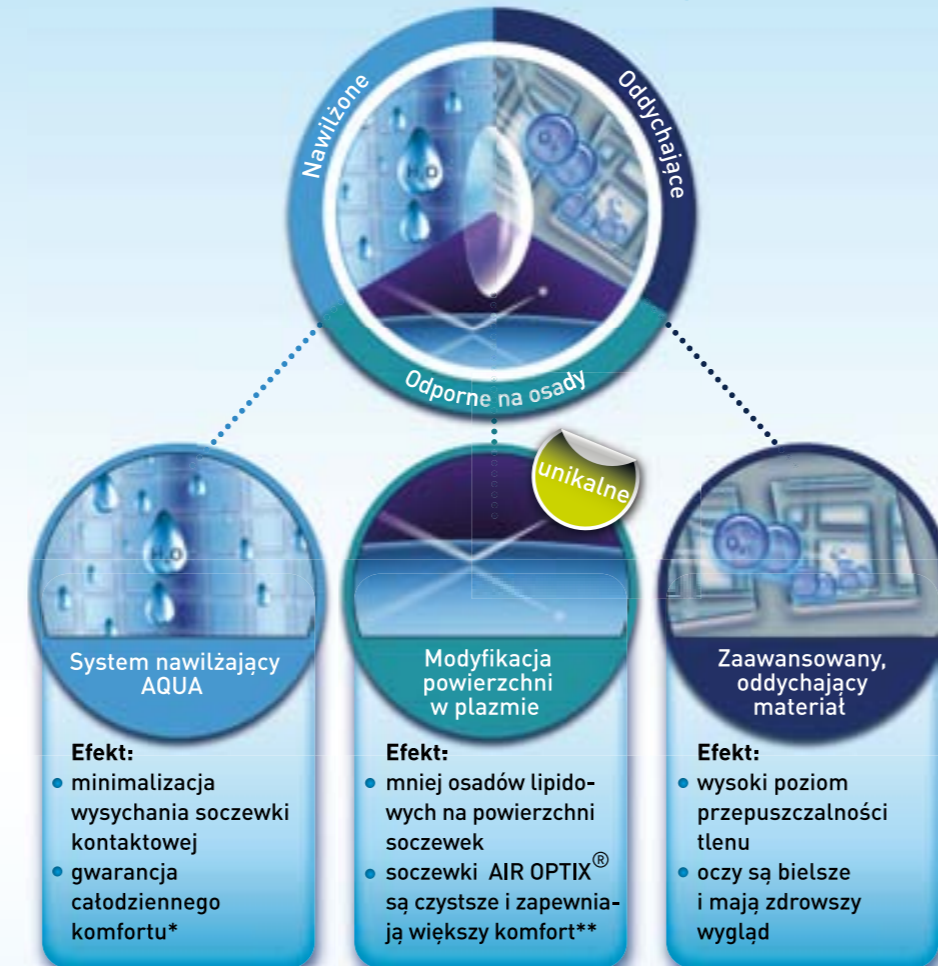 Nawilżone
Oddychające
H₂O
O₂
Odporne na osady
unikalne
H₂O
O₂
System nawilżający
AQUA
Efekt:
• minimalizacja
wysychania soczewki
kontaktowej
• gwarancja
całodziennego
komfortu*
Modyfikacja
powierzchni
w plazmie
Efekt:
• mniej osadów lipido-
wych na powierzchni
soczewek
• soczewki AIR OPTIX®
są czystsze i zapewnia-
ją większy komfort**
Zaawansowany,
oddychający
materiał
Efekt:
• wysoki poziom
przepuszczalności
tlenu
• oczy są bielsze
i mają zdrowszy
wygląd